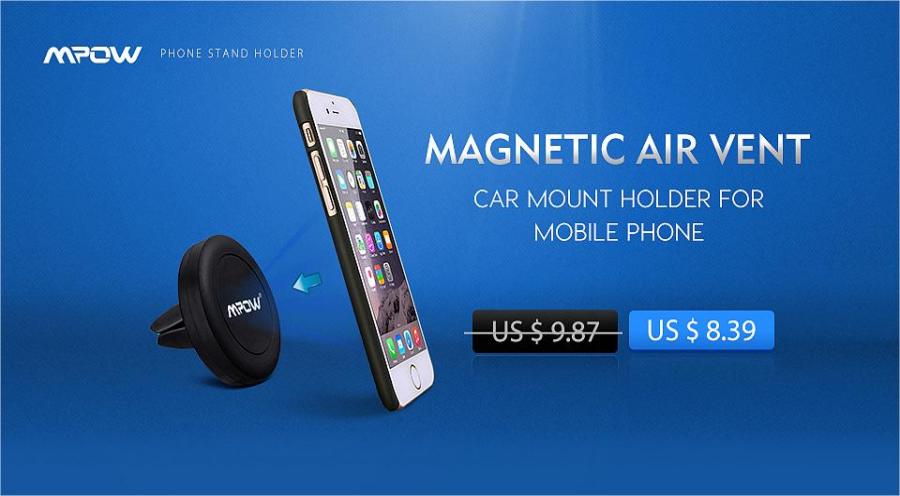 MPOW PHONE STAND HOLDER
MAGNETIC AIR VENT
CAR MOUNT HOLDER FOR
MOBILE PHONE
MPOW
US $ 9.87
US $ 8.39